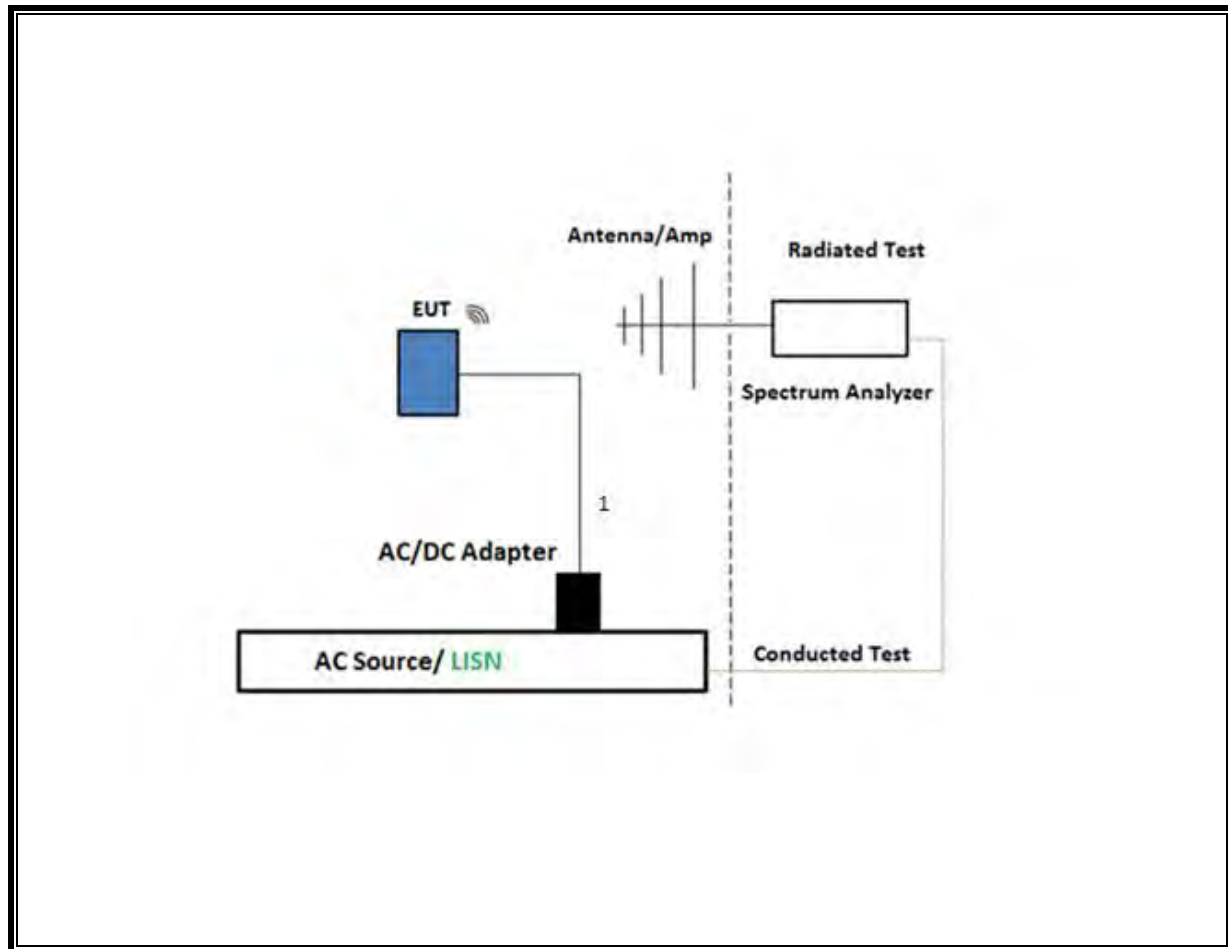 Antenna/Amp
Radiated Test
EUT
Spectrum Analyzer
1
AC/DC Adapter
AC Source/ LISN
Conducted Test